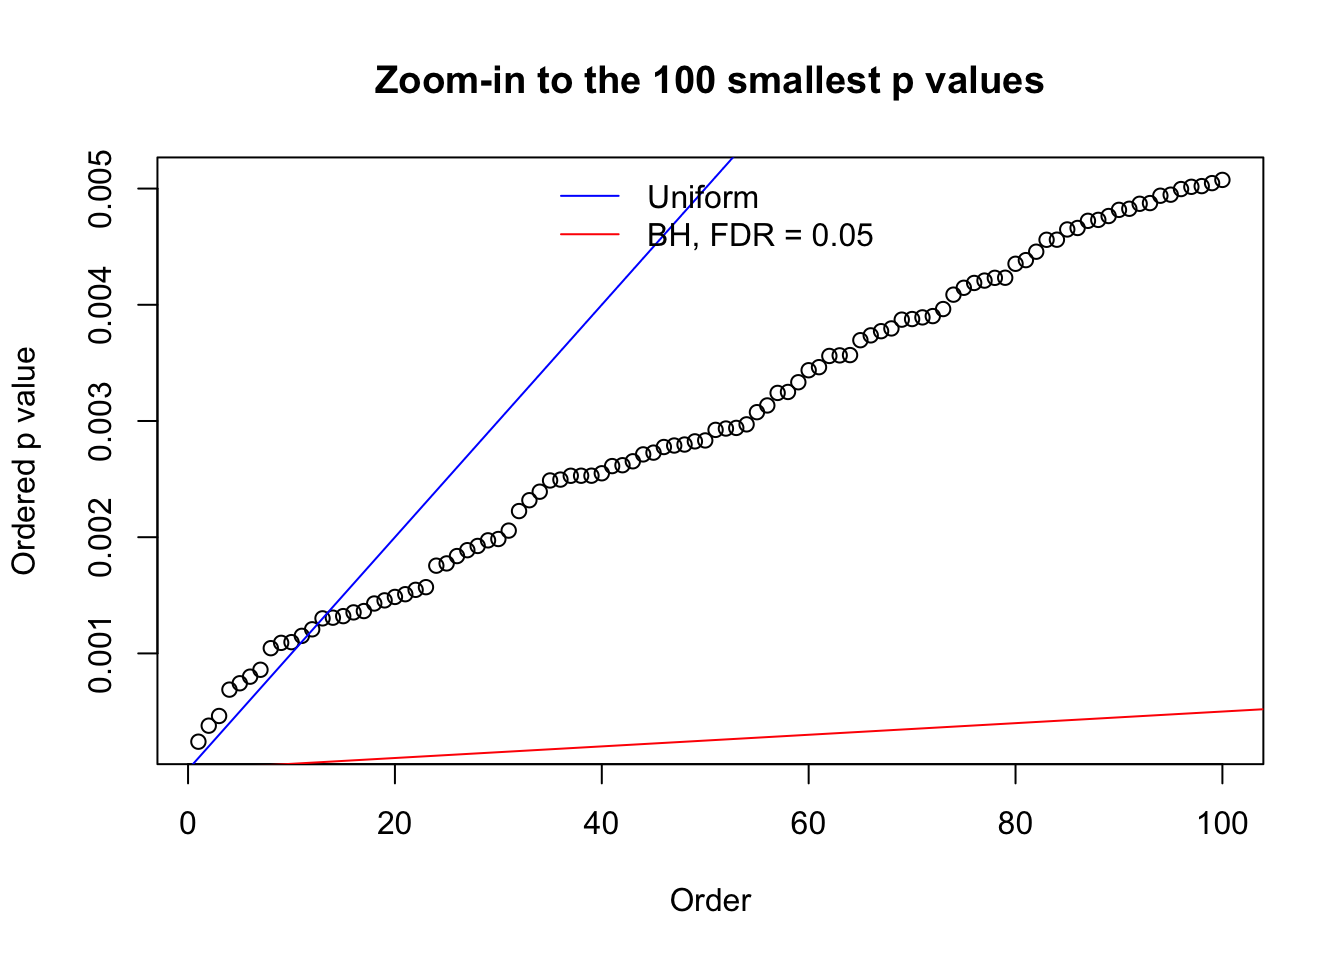 Zoom-in to the 100 smallest p values
Uniform
BH, FDR = 0.05
Ordered p value
0.005
0.004
0.003
0.002
0.001
0 20 40 60 80 100
Order